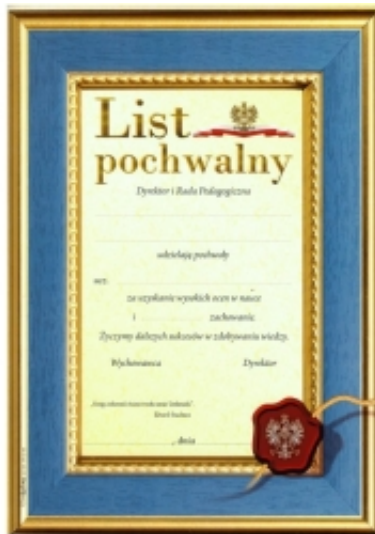 List
pochwalny
Dyrektor i Rada Pedagogiczna
udzielają pochwały
ucz.
za uzyskanie wysokich ocen w nauce
i zachowanie.
Życzymy dalszych sukcesów w zdobywaniu wiedzy.
Wychowawca Dyrektor
, dnia